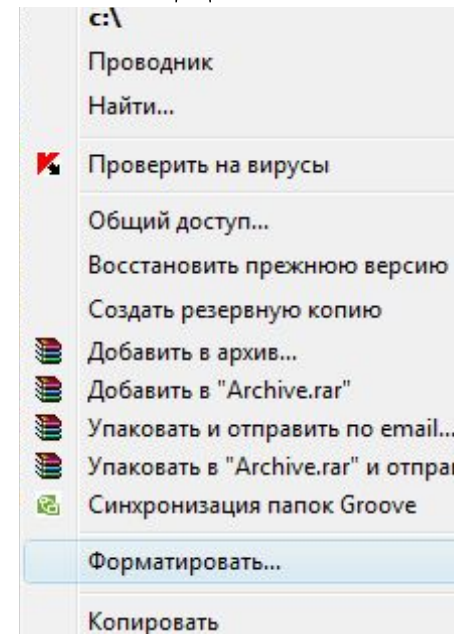 c:\
Проводник
Найти...
Проверить на вирусы
Общий доступ...
Восстановить прежнюю версию
Создать резервную копию
Добавить в архив...
Добавить в "Archive.rar"
Упаковать и отправить по email...
Упаковать в "Archive.rar" и
Синхронизация папок Groove
Форматировать...
Копировать